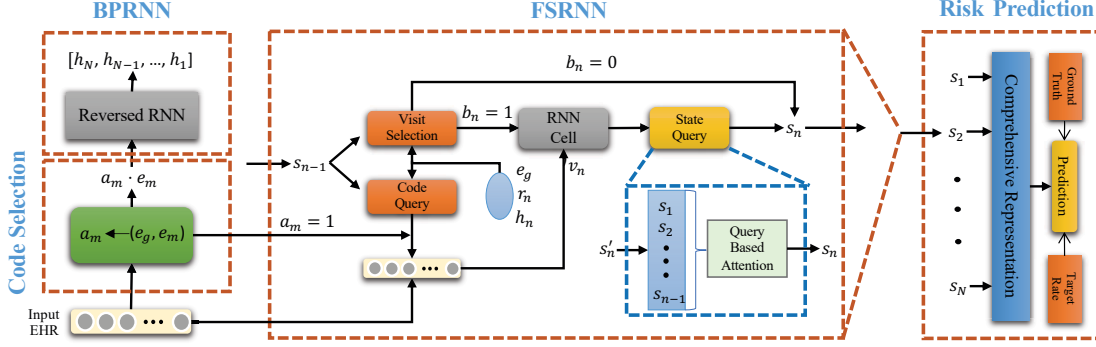 BPRNN
FSRNN
Risk Prediction
[h_N, h_{N−1}, ..., h_1]
Reversed RNN
a_m · e_m
Code Selection
a_m ←(e_g, e_m)
Input
EHR
a_m = 1
s_{n−1}
Visit
Selection
Code
Query
b_n = 0
b_n = 1
e_g
r_n
h_n
RNN
Cell
v_n
State
Query
s_n
s'_n
s_1
s_2
s_{n−1}
Query
Based
Attention
s_n
s_1
s_2
s_N
Comprehensive Representation
Ground
Truth
Prediction
Target
Rate